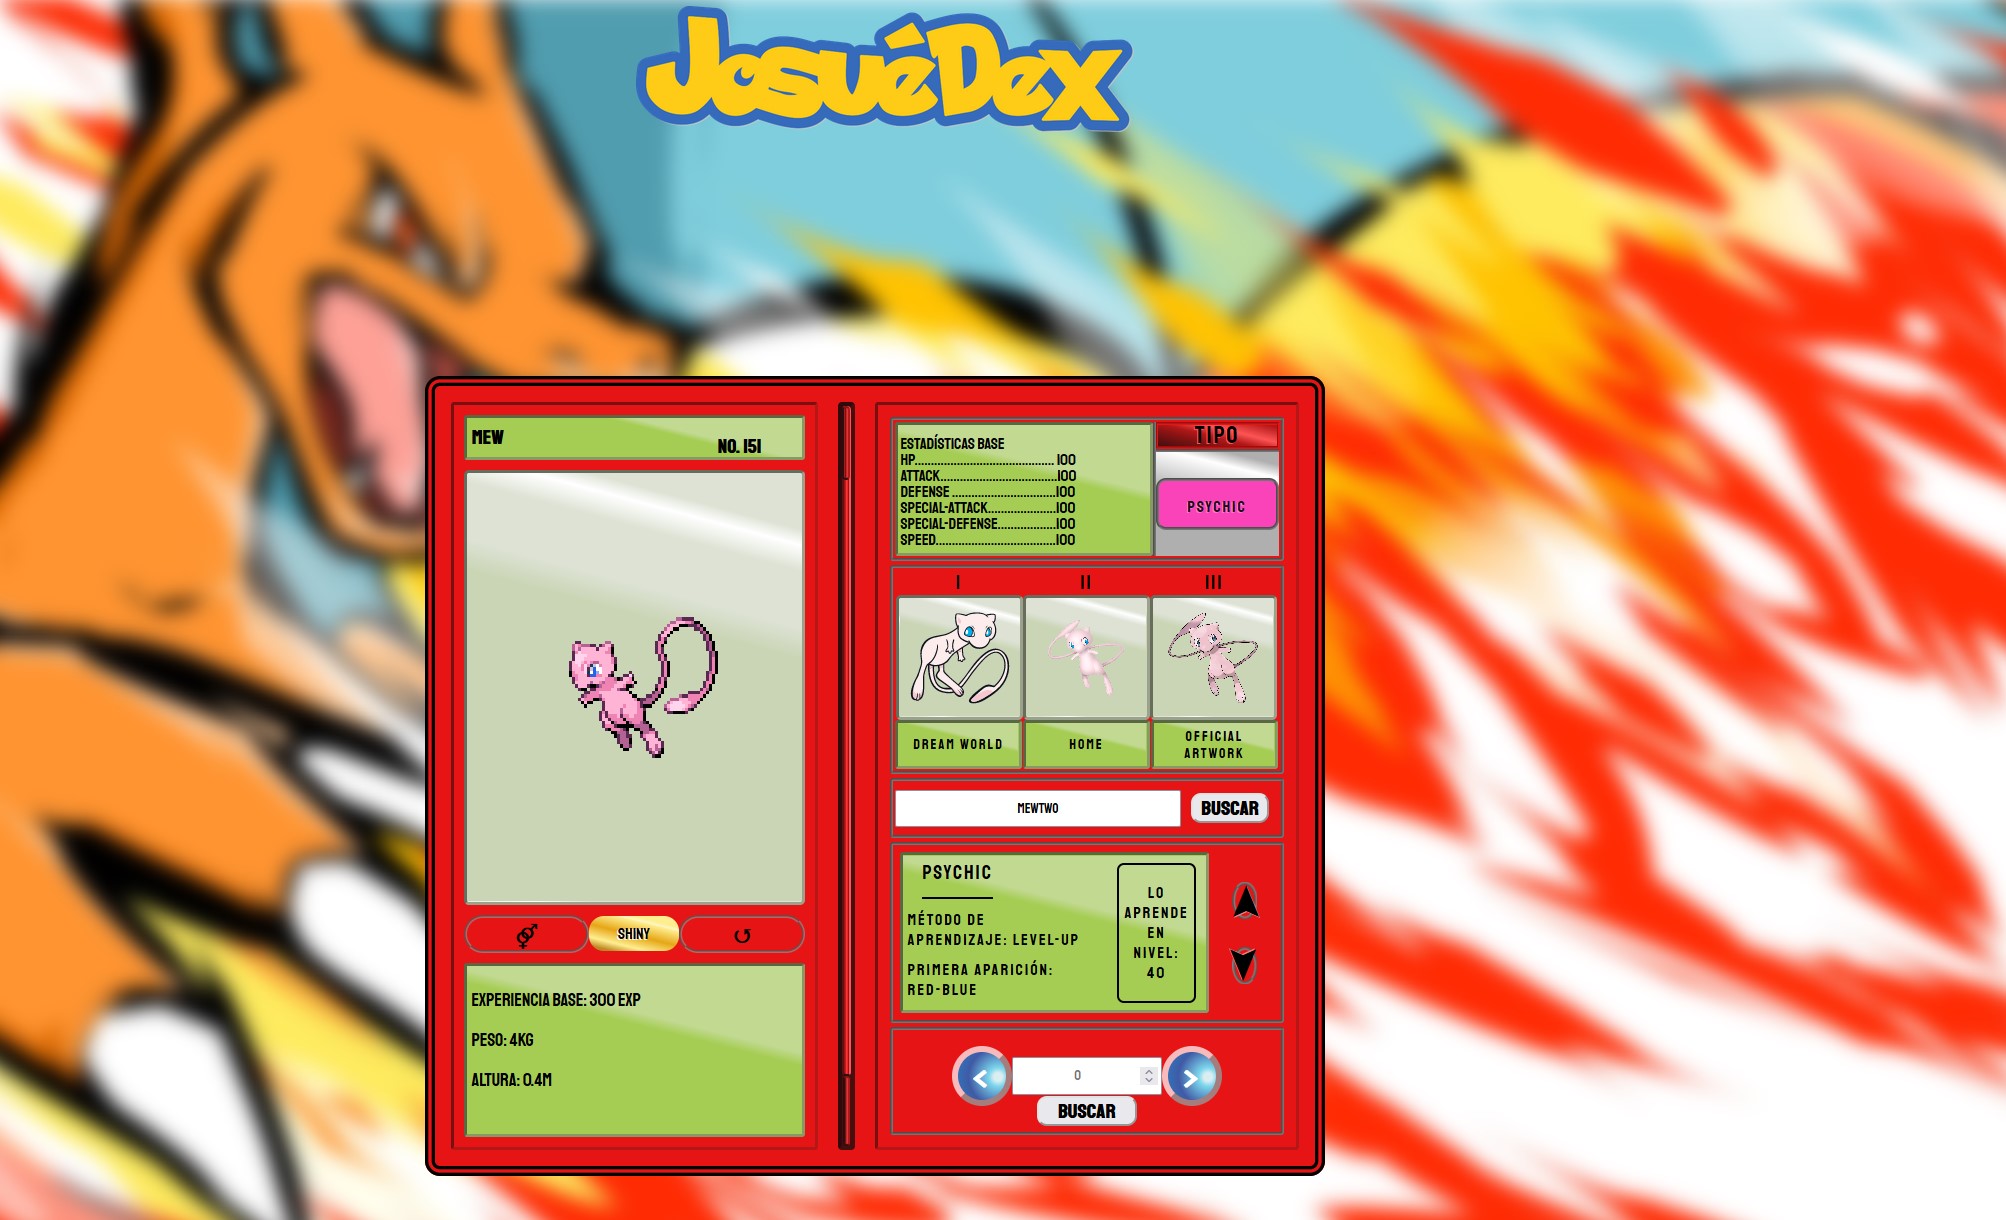 JosuéDex
MEW
NO. 151
ESTADÍSTICAS BASE
HP.................................... 100
ATTACK..............................100
DEFENSE ...........................100
SPECIAL-ATTACK..................100
SPECIAL-DEFENSE...............100
SPEED...............................100
TIPO
PSYCHIC
I
II
III
DREAM WORLD
HOME
OFFICIAL
ARTWORK
MEWTWO
BUSCAR
SHINY
EXPERIENCIA BASE: 300 EXP
PESO: 4KG
ALTURA: 0.4M
PSYCHIC
MÉTODO DE
APRENDIZAJE: LEVEL-UP
PRIMERA APARICIÓN:
RED-BLUE
LO
APRENDE
EN
NIVEL:
40
<
0
>
BUSCAR